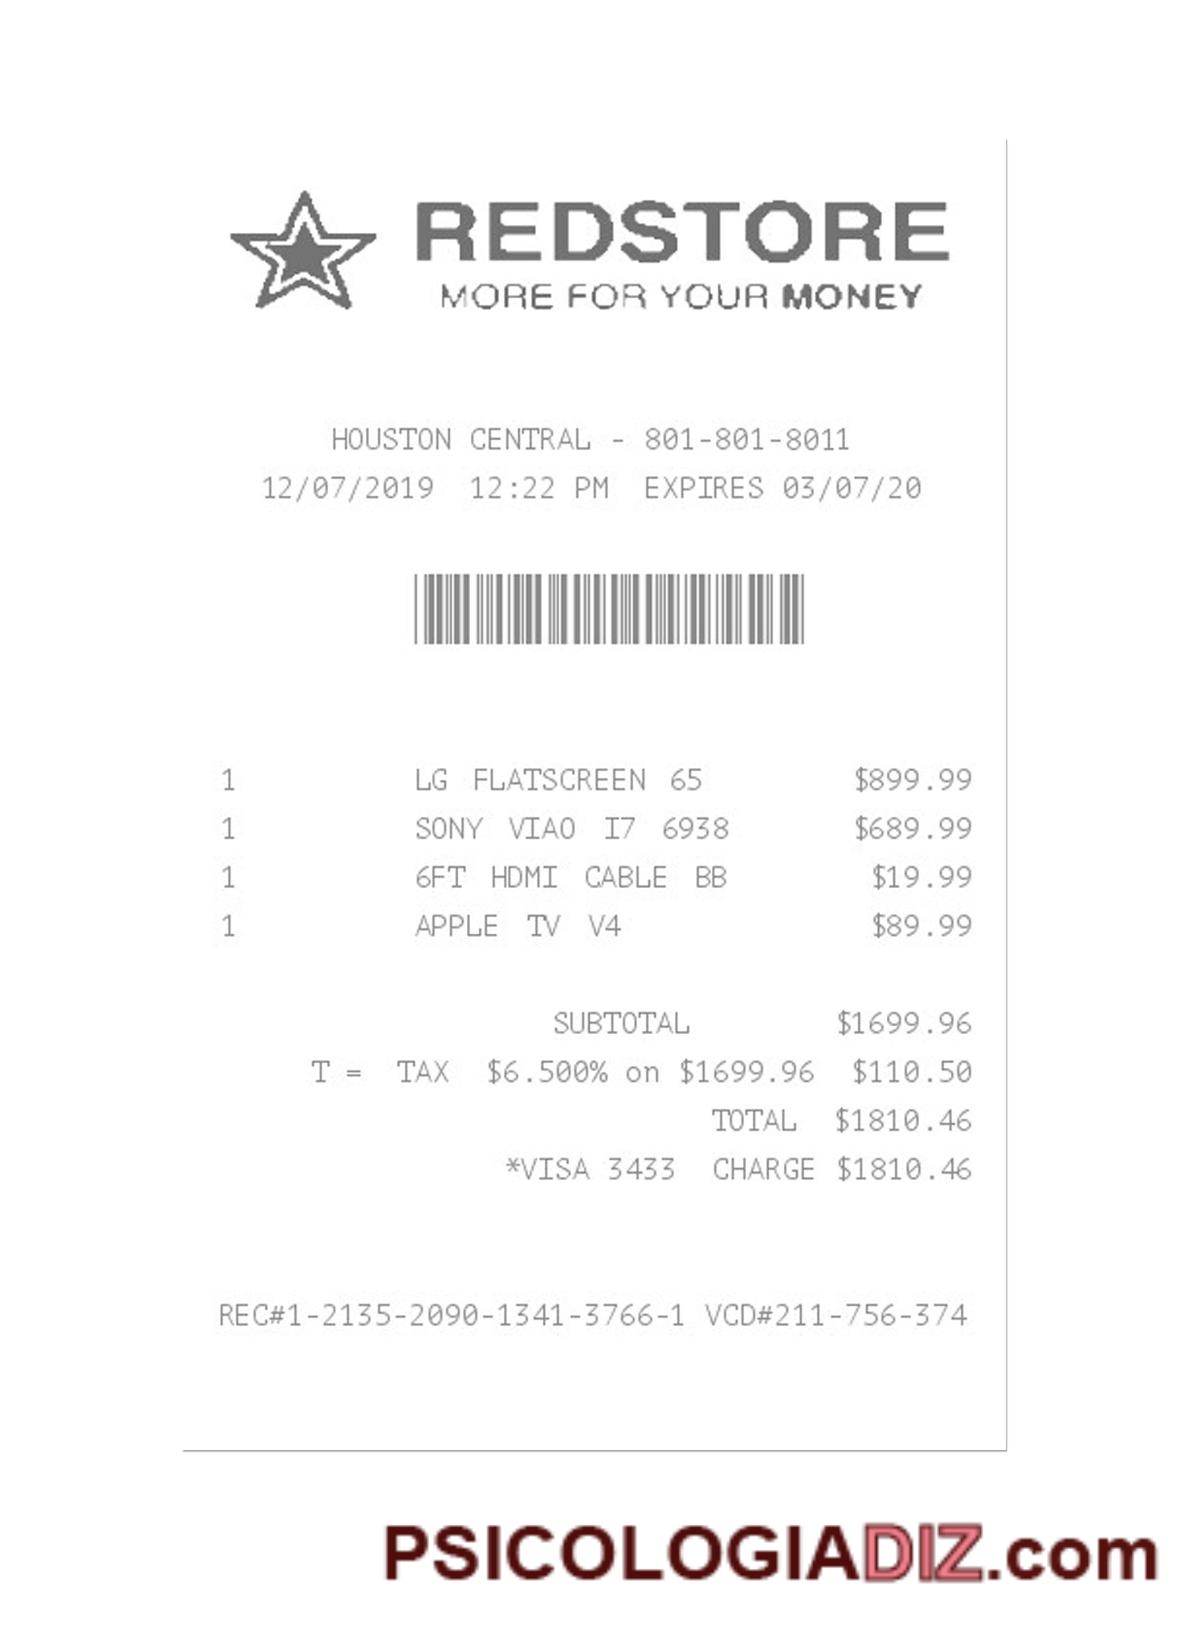 REDSTORE
MORE FOR YOUR MONEY
HOUSTON CENTRAL - 801-801-8011
12/07/2019 12:22 PM EXPIRES 03/07/20
1 LG FLATSCREEN 65 $899.99
1 SONY VIAO I7 6938 $689.99
1 6FT HDMI CABLE BB $19.99
1 APPLE TV V4 $89.99
SUBTOTAL $1699.96
T = TAX $6.500% on $1699.96 $110.50
TOTAL $1810.46
*VISA 3433 CHARGE $1810.46
REC#1-2135-2090-1341-3766-1 VCD#211-756-374
PSICOLOGIADIZ.com